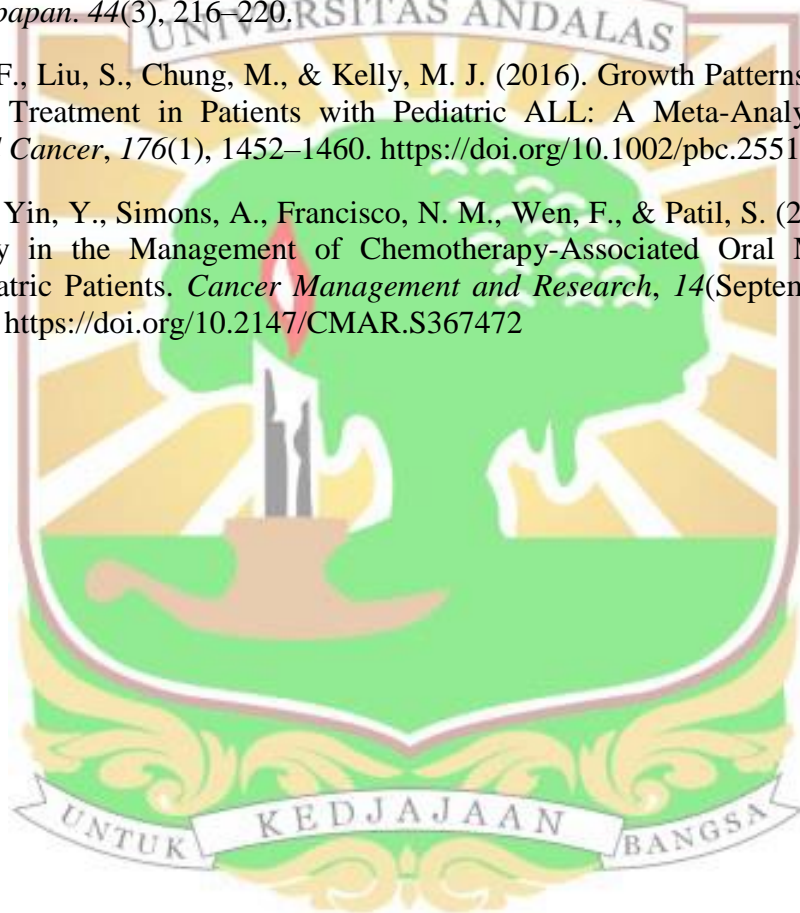 papan. 44(3), 216–220.
UNIVERSITAS ANDALAS
F., Liu, S., Chung, M., & Kelly, M. J. (2016). Growth Patterns
Treatment in Patients with Pediatric ALL: A Meta-Analy
Cancer, 176(1), 1452–1460. https://doi.org/10.1002/pbc.2551
Yin, Y., Simons, A., Francisco, N. M., Wen, F., & Patil, S. (2
y in the Management of Chemotherapy-Associated Oral M
atric Patients. Cancer Management and Research, 14(Septem
https://doi.org/10.2147/CMAR.S367472
UNTUK KEDJAJAAN BANGSA